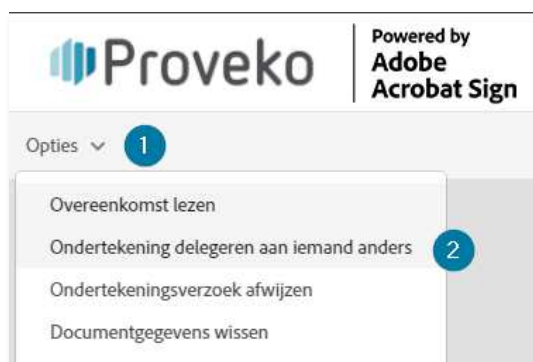 Proveko
Powered by
Adobe
Acrobat Sign
Opties
1
Overeenkomst lezen
Ondertekening delegeren aan iemand anders
2
Ondertekeningsverzoek afwijzen
Documentgegevens wissen